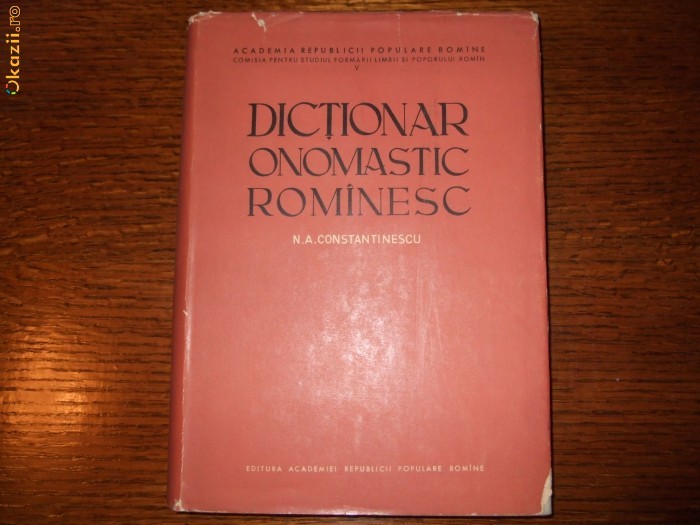 Okazii.ro
ACADEMIA REPUBLICII POPULARE ROMÎNE
COMISIA PENTRU STUDIUL FORMĂRII LIMBII ȘI POPORULUI ROMÎN
V
DICȚIONAR
ONOMASTIC
ROMÎNESC
N.A.CONSTANTINESCU
EDITURA ACADEMIEI REPUBLICII POPULARE ROMÎNE